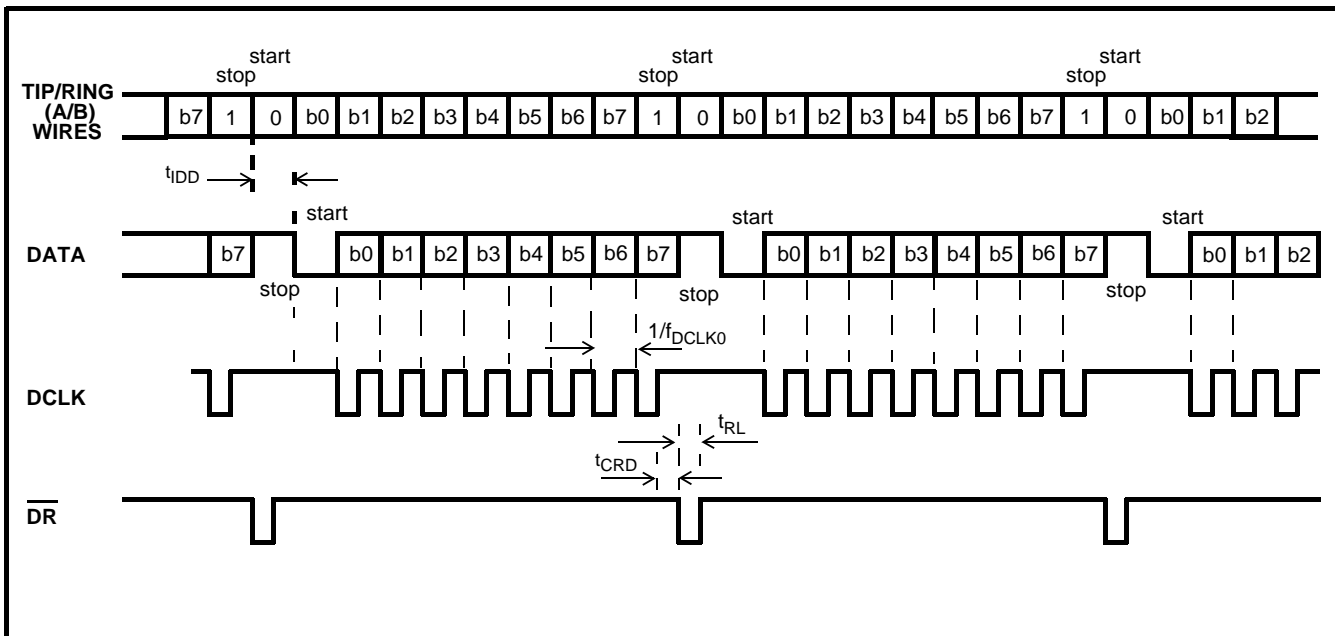 start start start
stop stop stop
TIP/RING
(A/B)
WIRES
b7 1 0 b0 b1 b2 b3 b4 b5 b6 b7 1 0 b0 b1 b2 b3 b4 b5 b6 b7 1 0 b0 b1 b2
tIDD
start start start
DATA b7 b0 b1 b2 b3 b4 b5 b6 b7 b0 b1 b2 b3 b4 b5 b6 b7 b0 b1 b2
stop stop stop
1/fDCLK0
DCLK
tRL
tCRD
DR